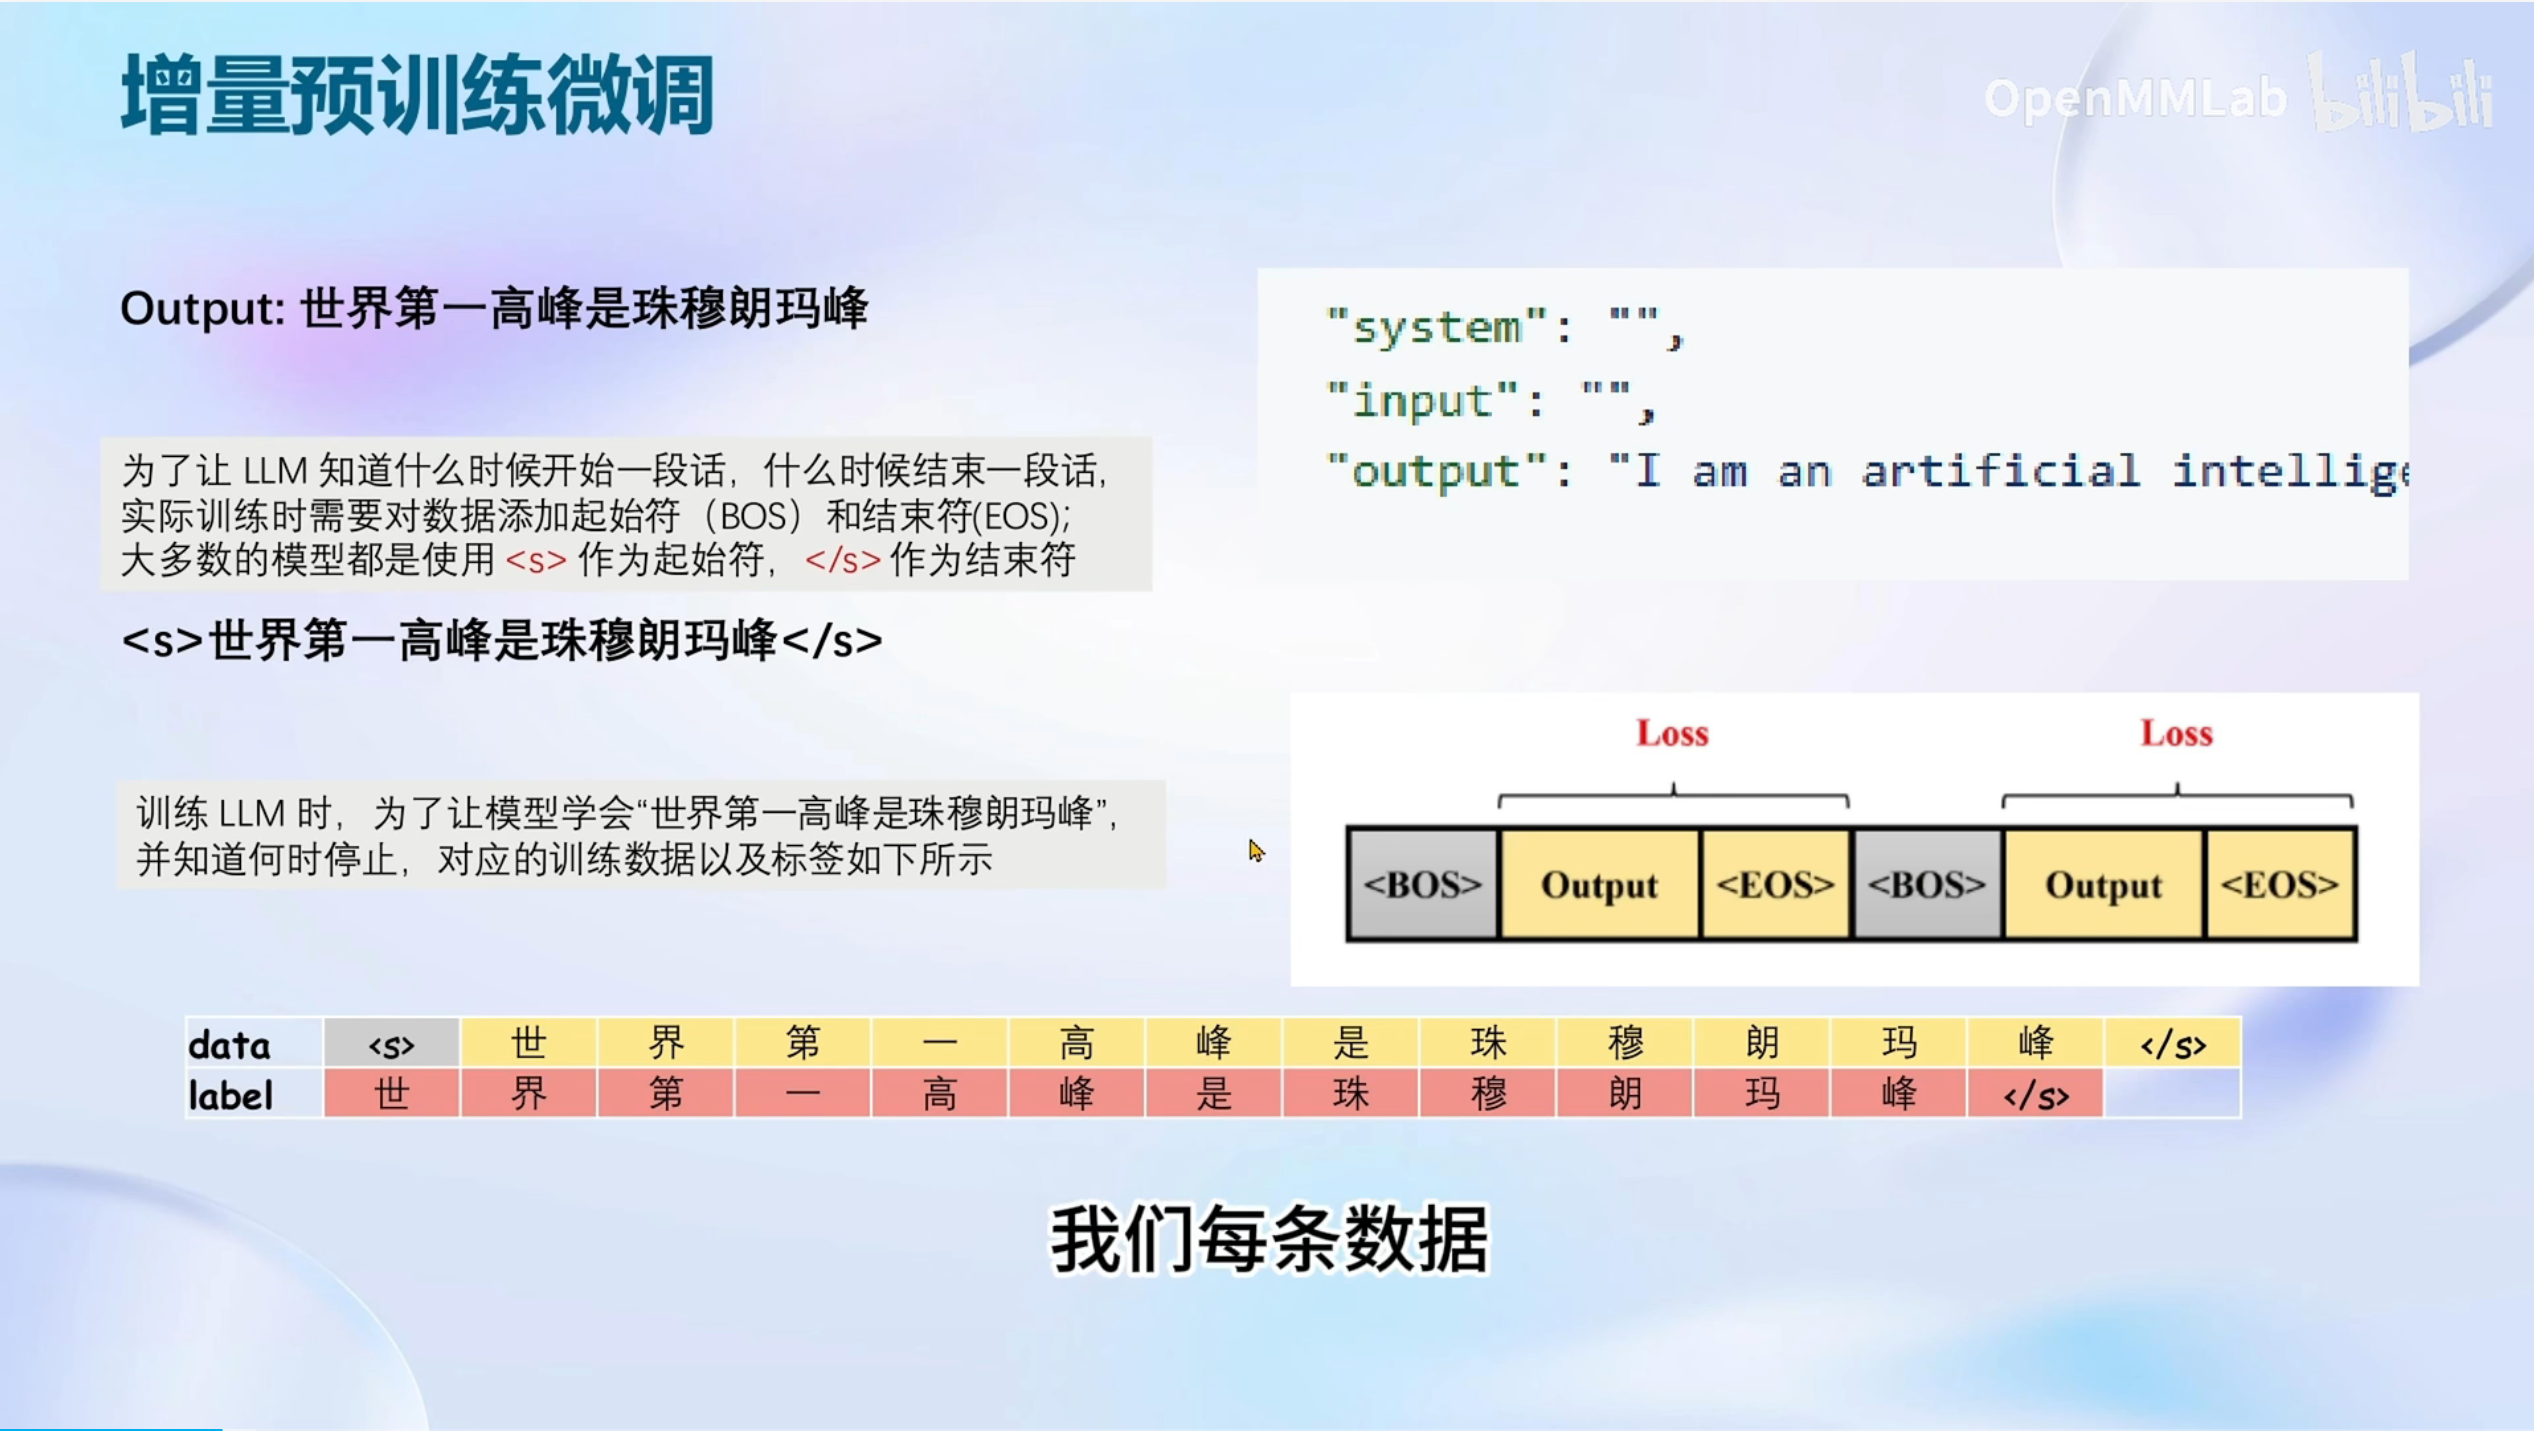 增量预训练微调
OpenMMLab bilibili
Output: 世界第一高峰是珠穆朗玛峰
为了让 LLM 知道什么时候开始一段话，什么时候结束一段话，
实际训练时需要对数据添加起始符（BOS）和结束符(EOS);
大多数的模型都是使用 <s> 作为起始符，</s> 作为结束符
<s>世界第一高峰是珠穆朗玛峰</s>
训练 LLM 时，为了让模型学会“世界第一高峰是珠穆朗玛峰”，
并知道何时停止，对应的训练数据以及标签如下所示
"system": "",
"input": "",
"output": "I am an artificial intellige
Loss Loss
<BOS> Output <EOS> <BOS> Output <EOS>
data <s> 世 界 第 一 高 峰 是 珠 穆 朗 玛 峰 </s>
label 世 界 第 一 高 峰 是 珠 穆 朗 玛 峰 </s>
我们每条数据